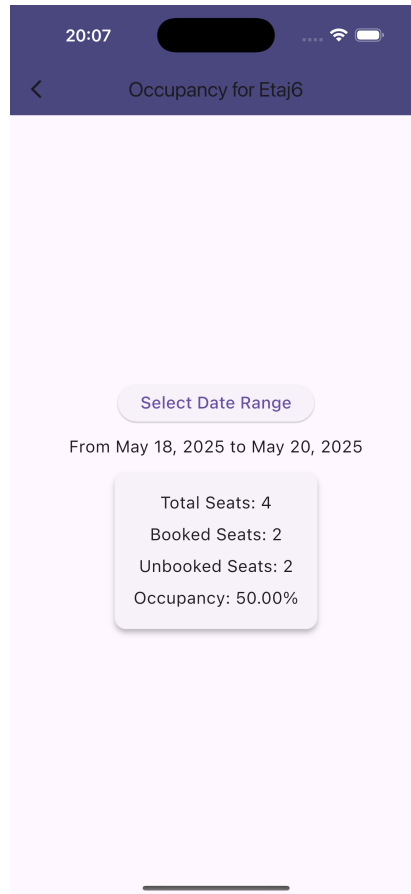 20:07
Occupancy for Etaj6
Select Date Range
From May 18, 2025 to May 20, 2025
Total Seats: 4
Booked Seats: 2
Unbooked Seats: 2
Occupancy: 50.00%